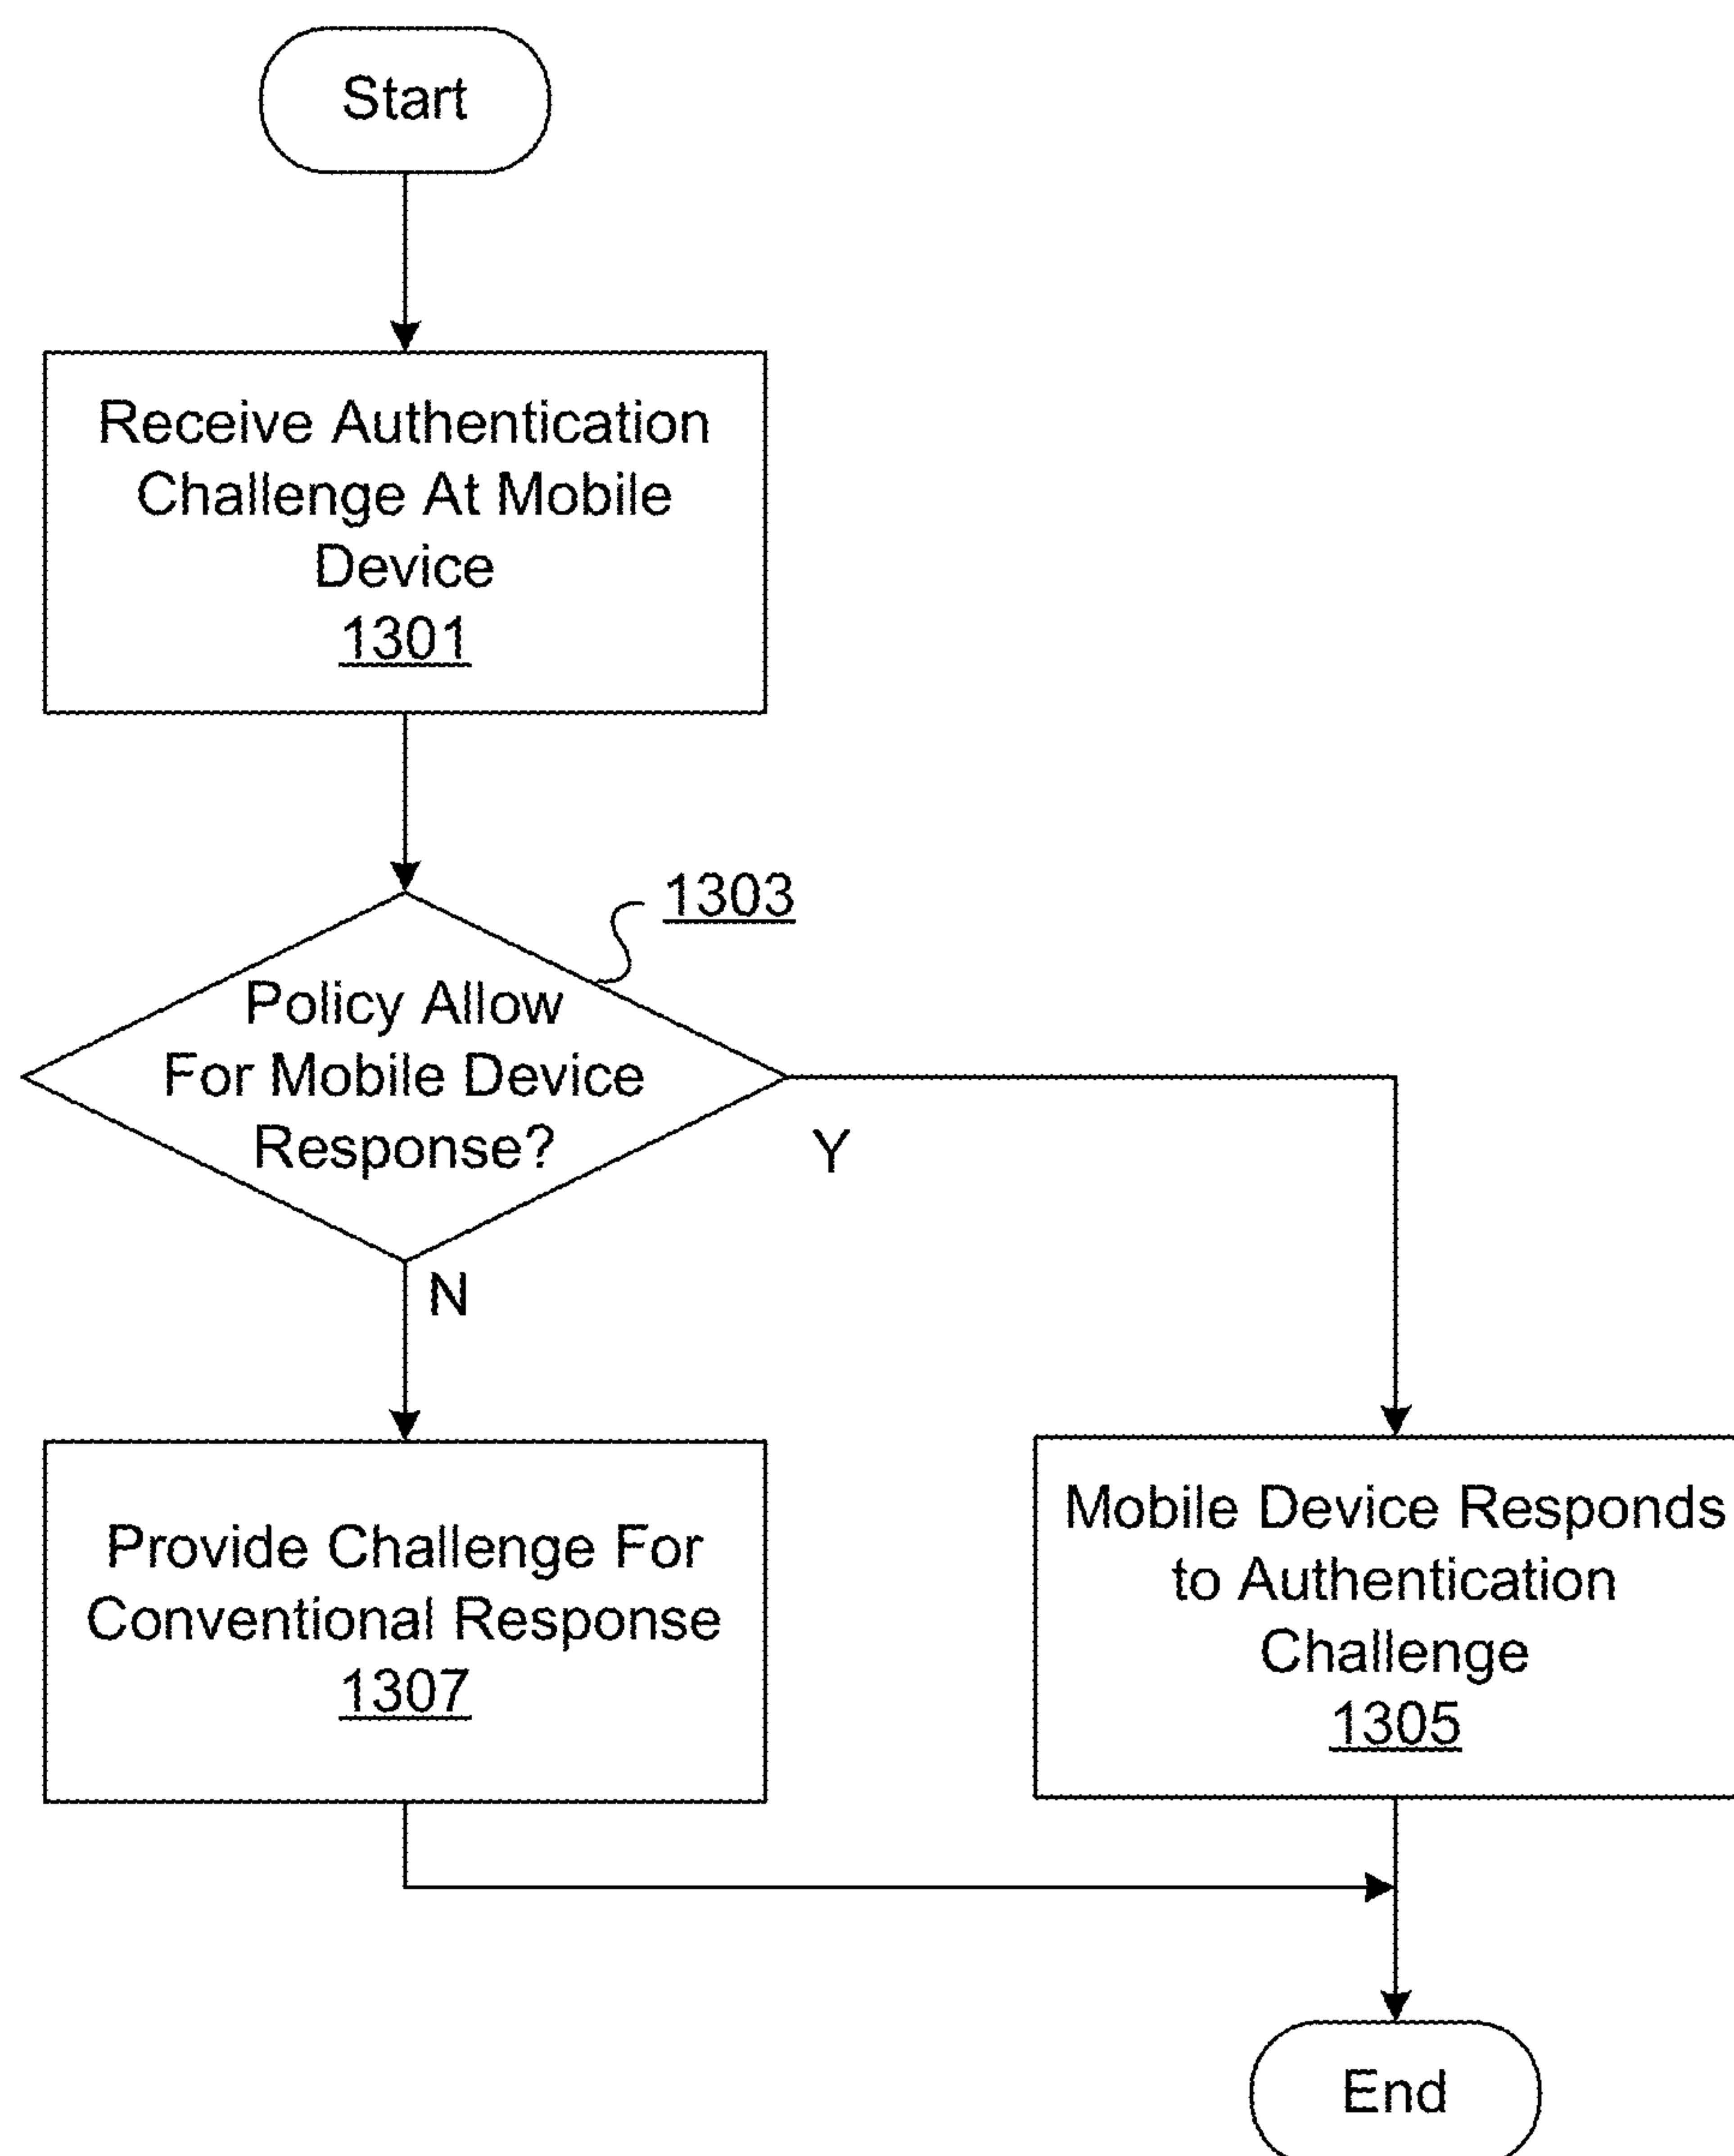 Start
Receive Authentication
Challenge At Mobile
Device
1301
1303
Policy Allow
For Mobile Device
Response?
Y
N
Provide Challenge For
Conventional Response
1307
Mobile Device Responds
to Authentication
Challenge
1305
End